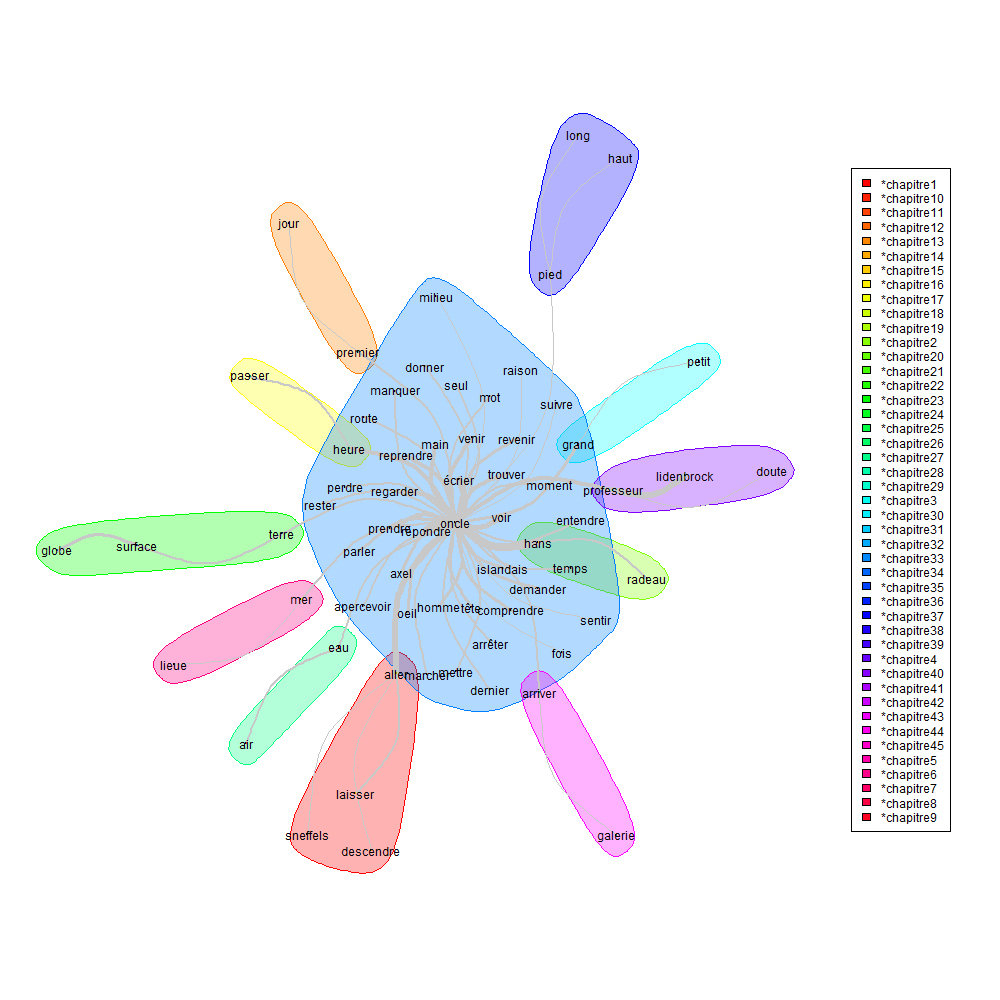 long
haut
jour
pied
milieu
premier
petit
donner
raison
passer
seul
manquer
mot
suivre
route
main
venir
revenir
grand
heure
reprendre
trouver
lidenbrock
doute
écrier
perdre
regarder
moment
professeur
rester
oncle
voir
entendre
prendre
répondre
terre
globe
surface
hans
parler
islandais
temps
axel
radeau
demander
mer
apercevoir
oeil
homme
tête
comprendre
sentir
eau
arrêter
fois
lieue
aller
marcher
mettre
dernier
arriver
air
laisser
sneffels
galerie
descendre
*chapitre1
*chapitre10
*chapitre11
*chapitre12
*chapitre13
*chapitre14
*chapitre15
*chapitre16
*chapitre17
*chapitre18
*chapitre19
*chapitre2
*chapitre20
*chapitre21
*chapitre22
*chapitre23
*chapitre24
*chapitre25
*chapitre26
*chapitre27
*chapitre28
*chapitre29
*chapitre3
*chapitre30
*chapitre31
*chapitre32
*chapitre33
*chapitre34
*chapitre35
*chapitre36
*chapitre37
*chapitre38
*chapitre39
*chapitre4
*chapitre40
*chapitre41
*chapitre42
*chapitre43
*chapitre44
*chapitre45
*chapitre5
*chapitre6
*chapitre7
*chapitre8
*chapitre9